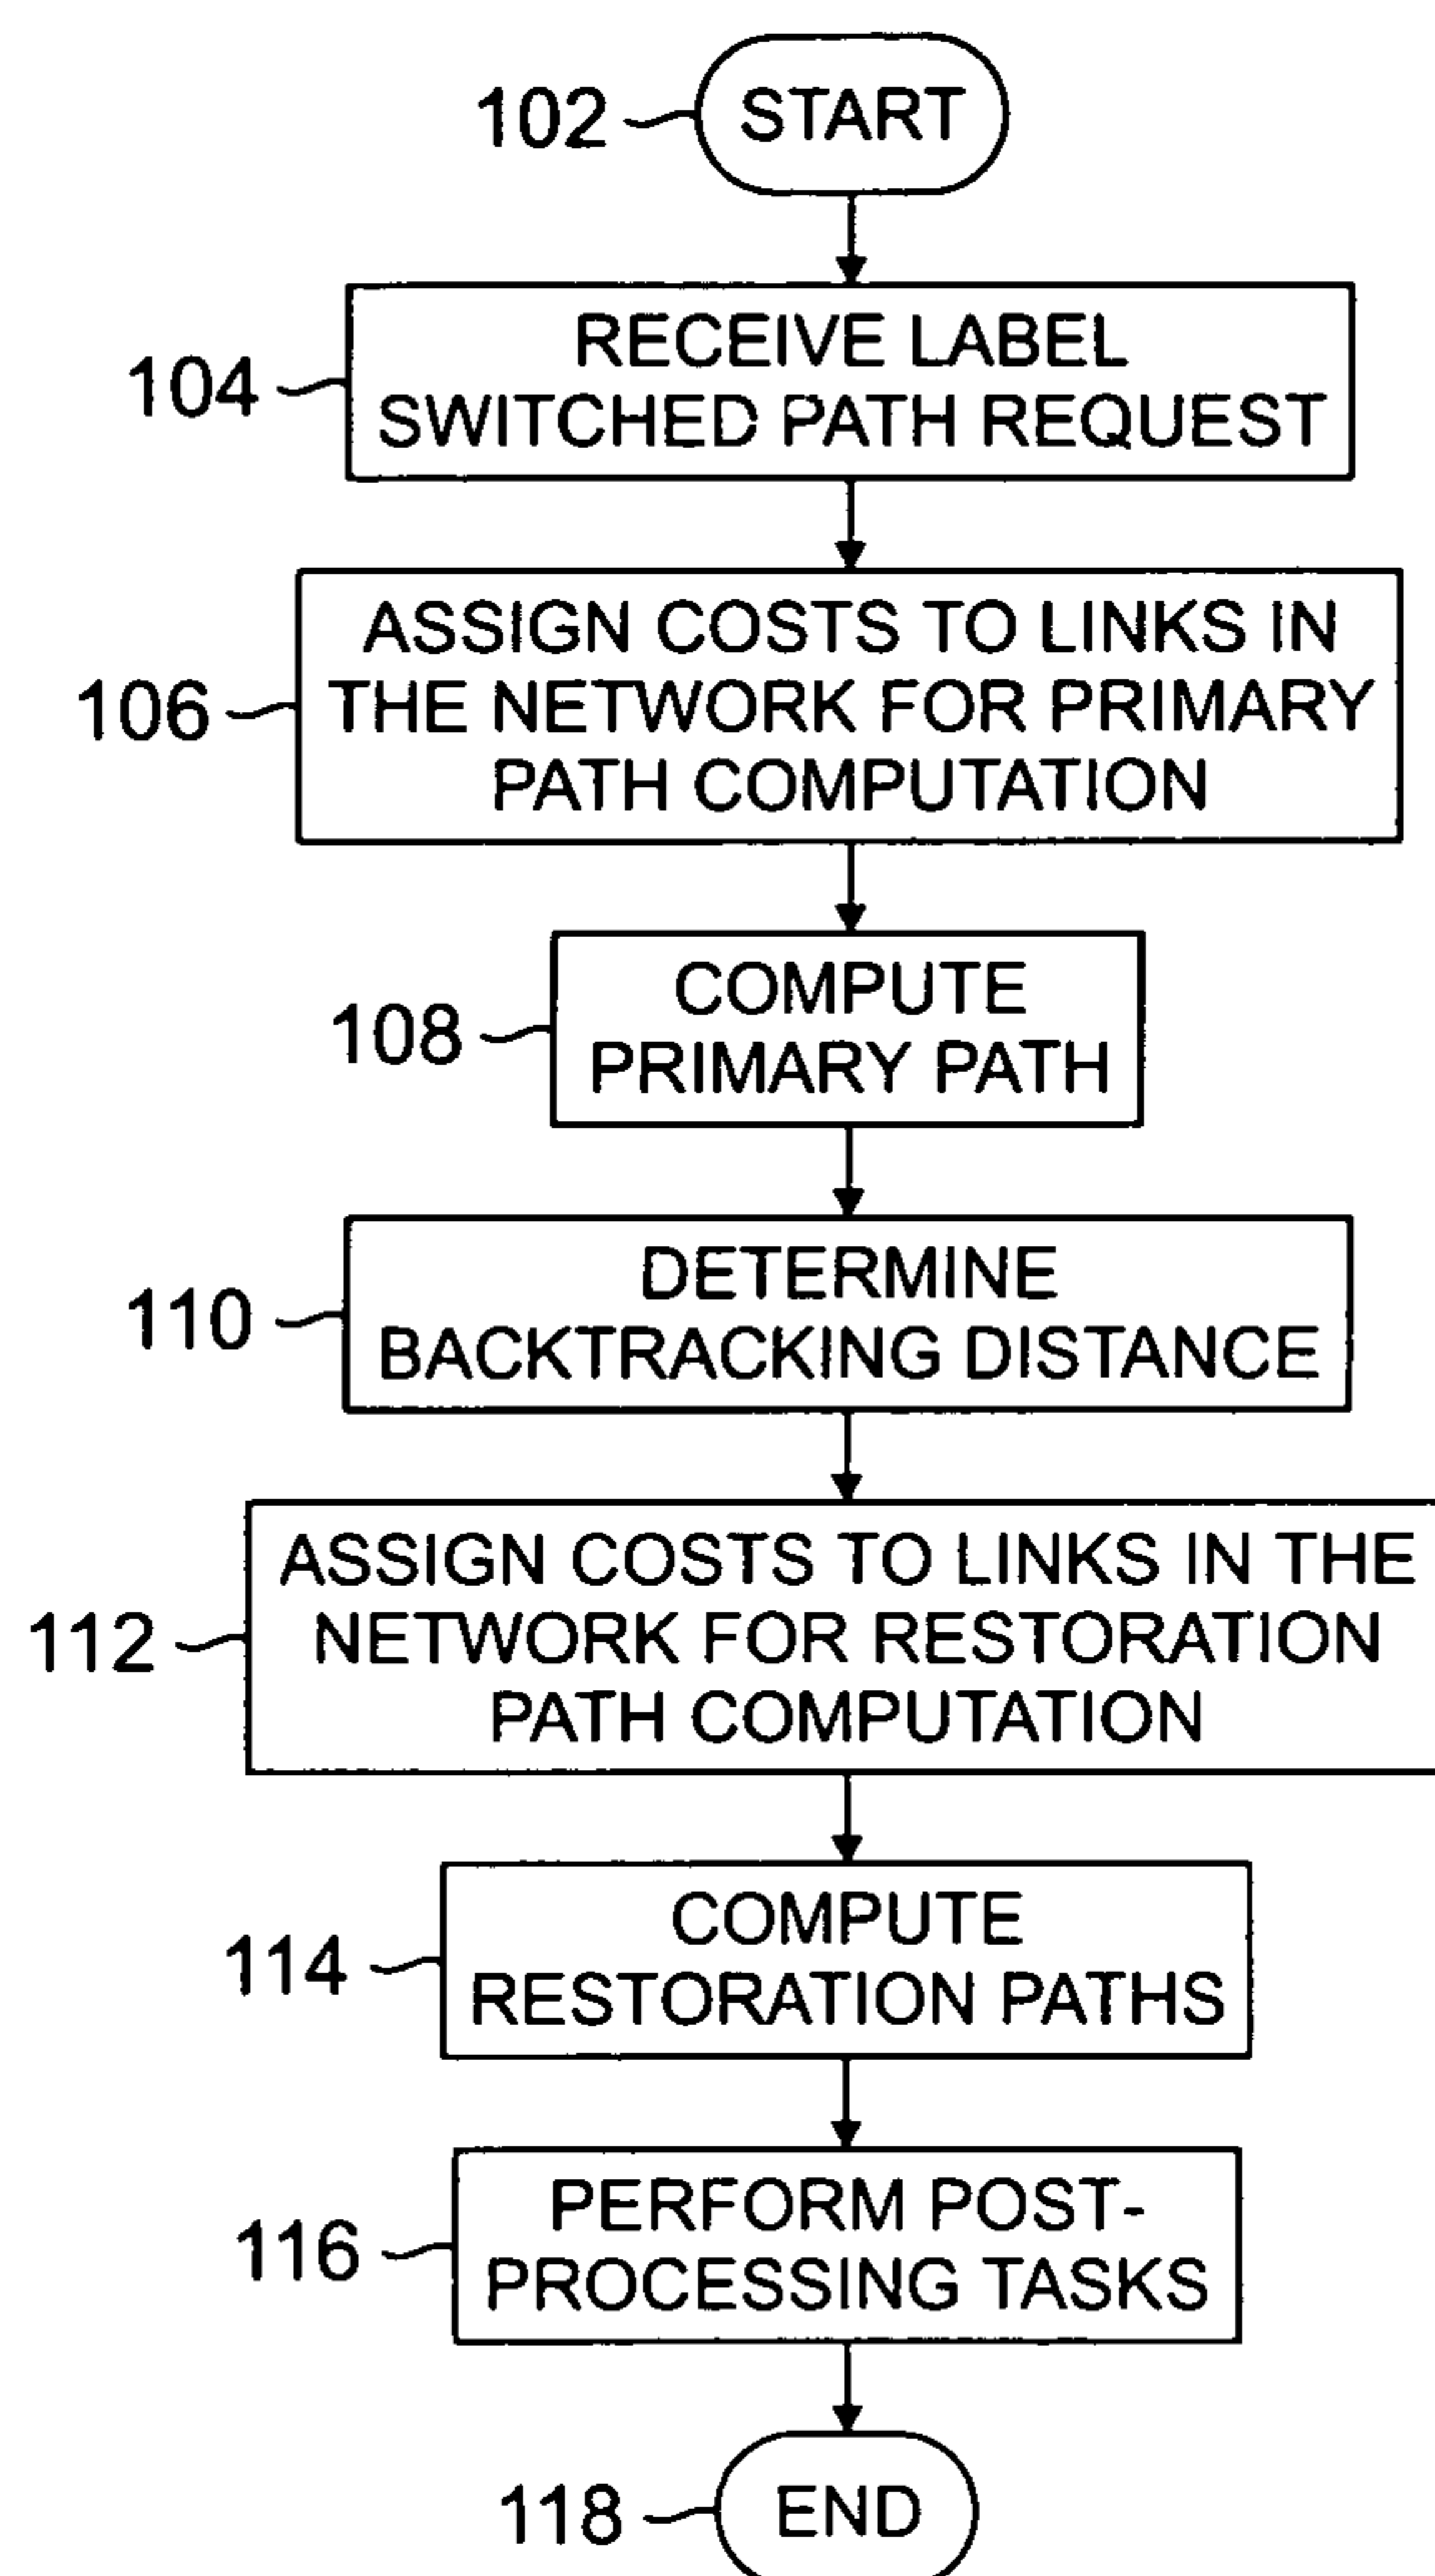 102
START
104
RECEIVE LABEL
SWITCHED PATH REQUEST
106
ASSIGN COSTS TO LINKS IN
THE NETWORK FOR PRIMARY
PATH COMPUTATION
108
COMPUTE
PRIMARY PATH
110
DETERMINE
BACKTRACKING DISTANCE
112
ASSIGN COSTS TO LINKS IN THE
NETWORK FOR RESTORATION
PATH COMPUTATION
114
COMPUTE
RESTORATION PATHS
116
PERFORM POST-
PROCESSING TASKS
118
END